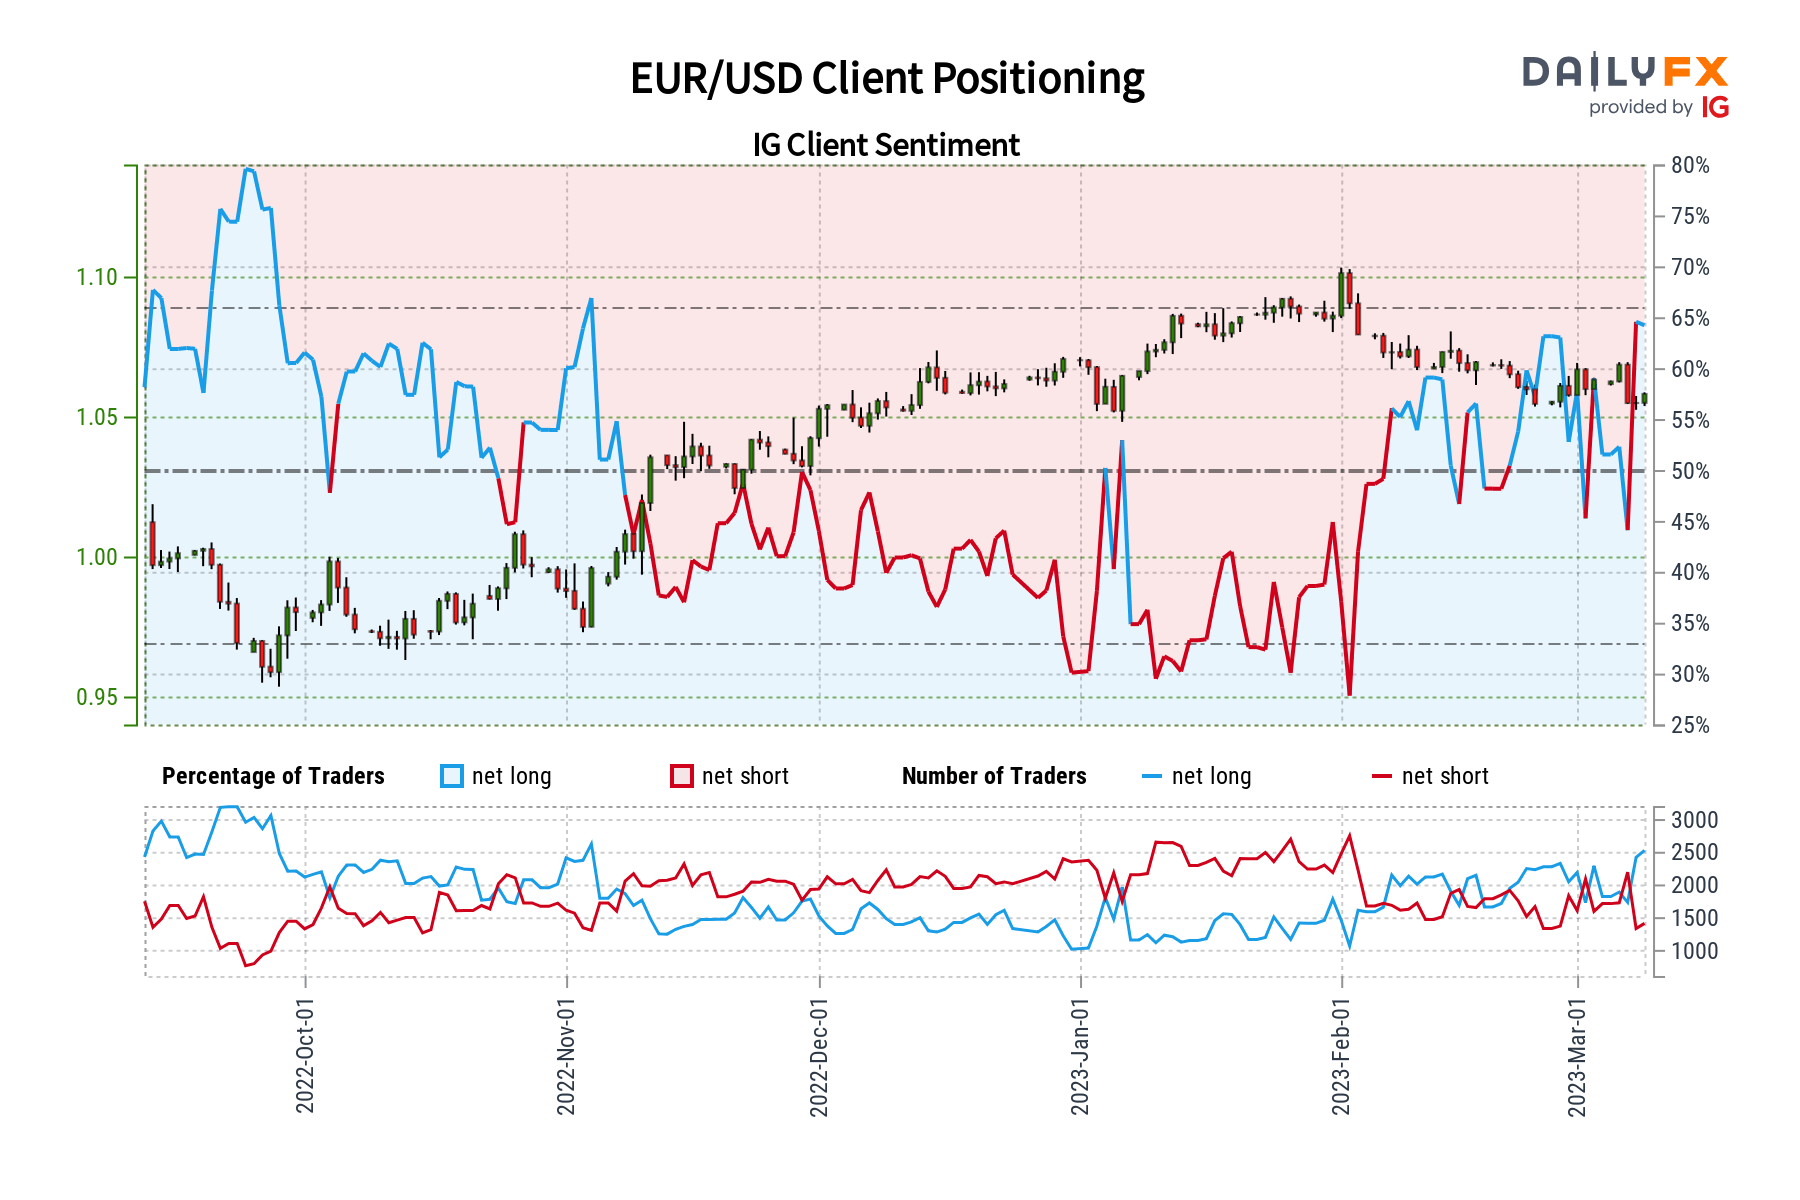 EUR/USD Client Positioning
DAILYFX
provided by IG
IG Client Sentiment
80%
75%
70%
65%
60%
55%
50%
45%
40%
35%
30%
25%
1.10
1.05
1.00
0.95
Percentage of Traders net long net short Number of Traders net long net short
3000
2500
2000
1500
1000
2022-Oct-01
2022-Nov-01
2022-Dec-01
2023-Jan-01
2023-Feb-01
2023-Mar-01